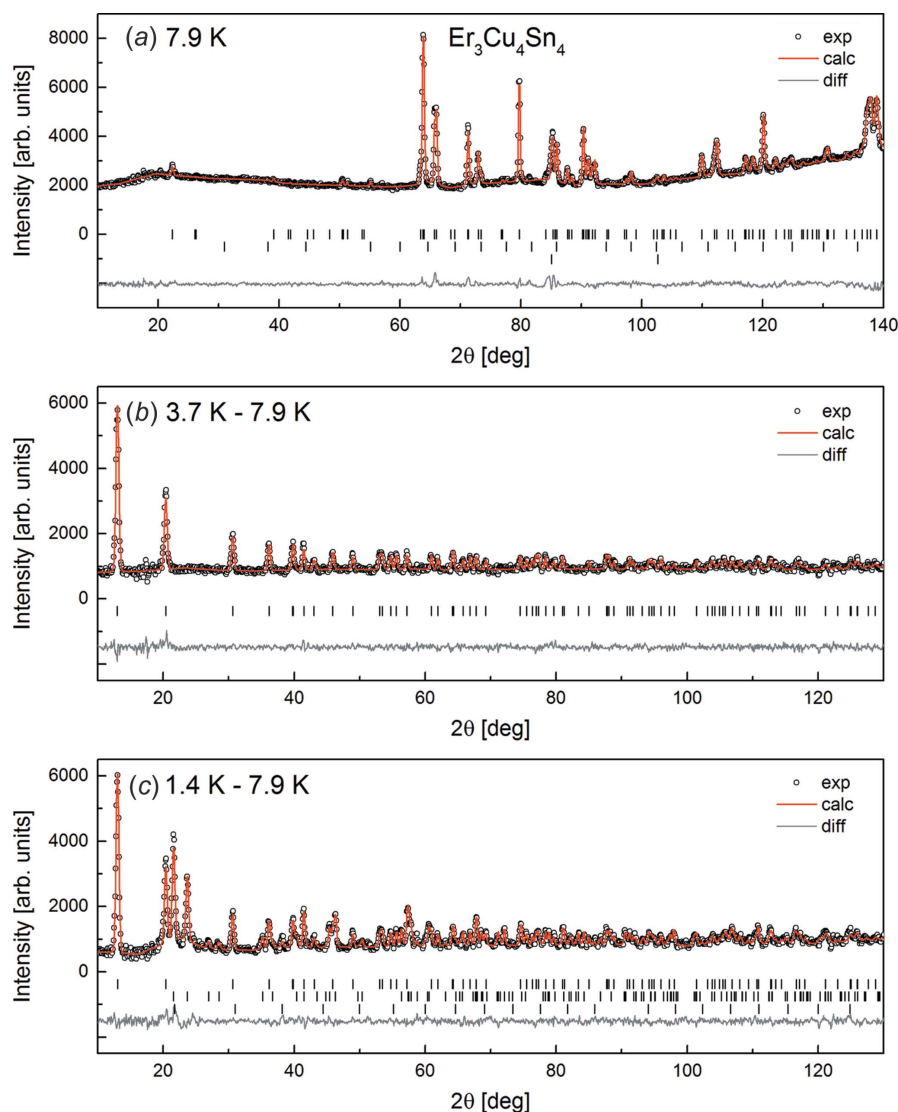 (a) 7.9 K Er₃Cu₄Sn₄
exp
calc
diff
Intensity [arb. units]
8000
6000
4000
2000
0
20 40 60 80 100 120 140
2θ [deg]
(b) 3.7 K - 7.9 K
exp
calc
diff
Intensity [arb. units]
6000
4000
2000
0
20 40 60 80 100 120
2θ [deg]
(c) 1.4 K - 7.9 K
exp
calc
diff
Intensity [arb. units]
6000
4000
2000
0
20 40 60 80 100 120
2θ [deg]